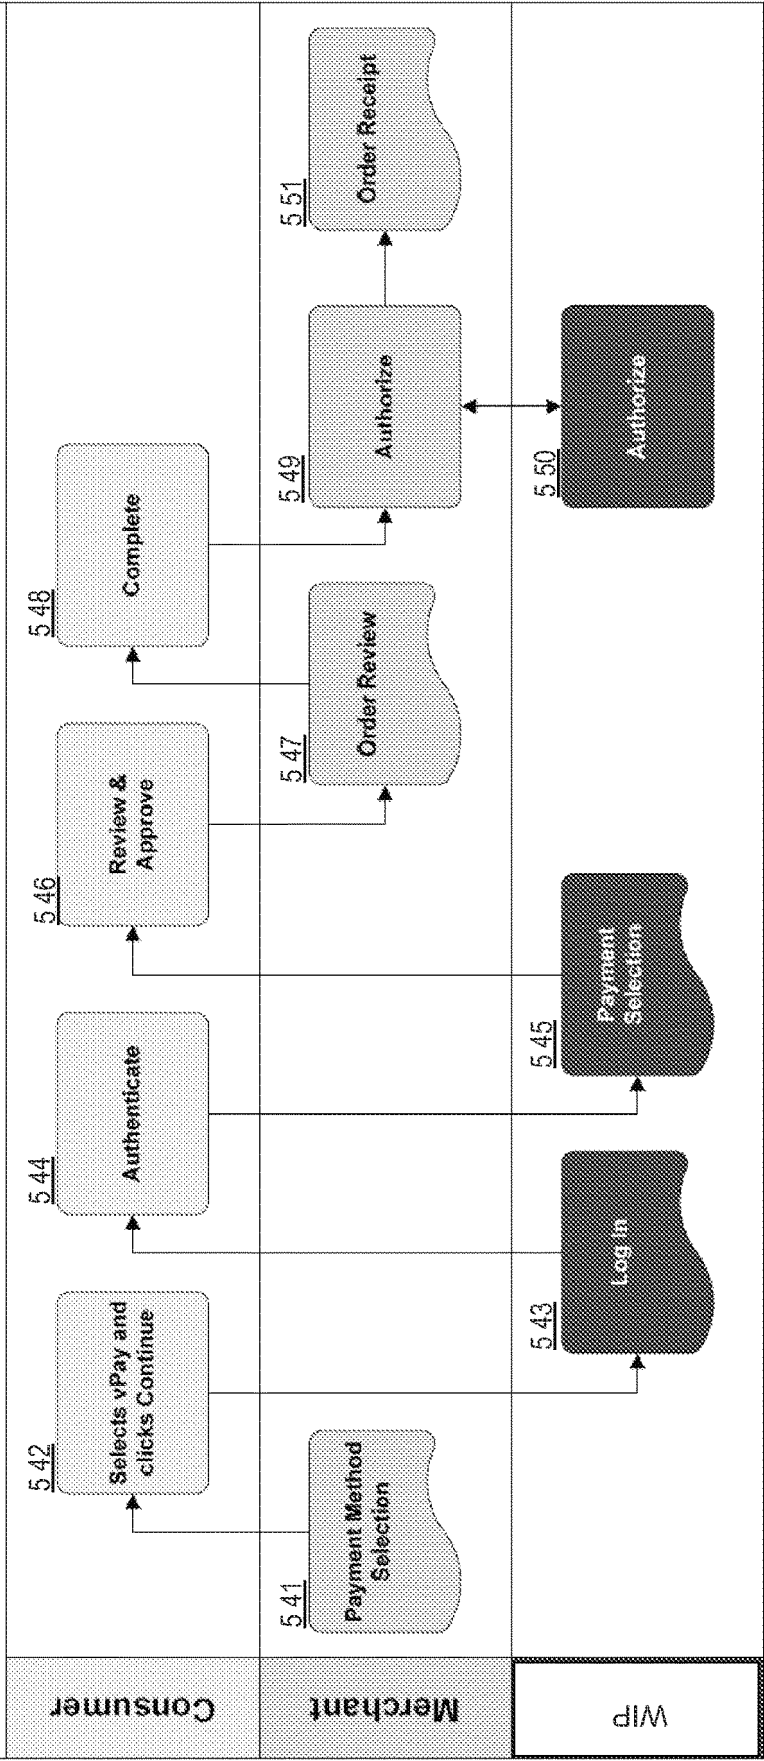 Consumer
5 42
Selects vPay and
clicks Continue
5 44
Authenticate
5 46
Review &
Approve
5 48
Complete
Merchant
5 41
Payment Method
Selection
5 47
Order Review
5 49
Authorize
5 51
Order Receipt
WIP
5 43
Log In
5 45
Payment
Selection
5 50
Authorize